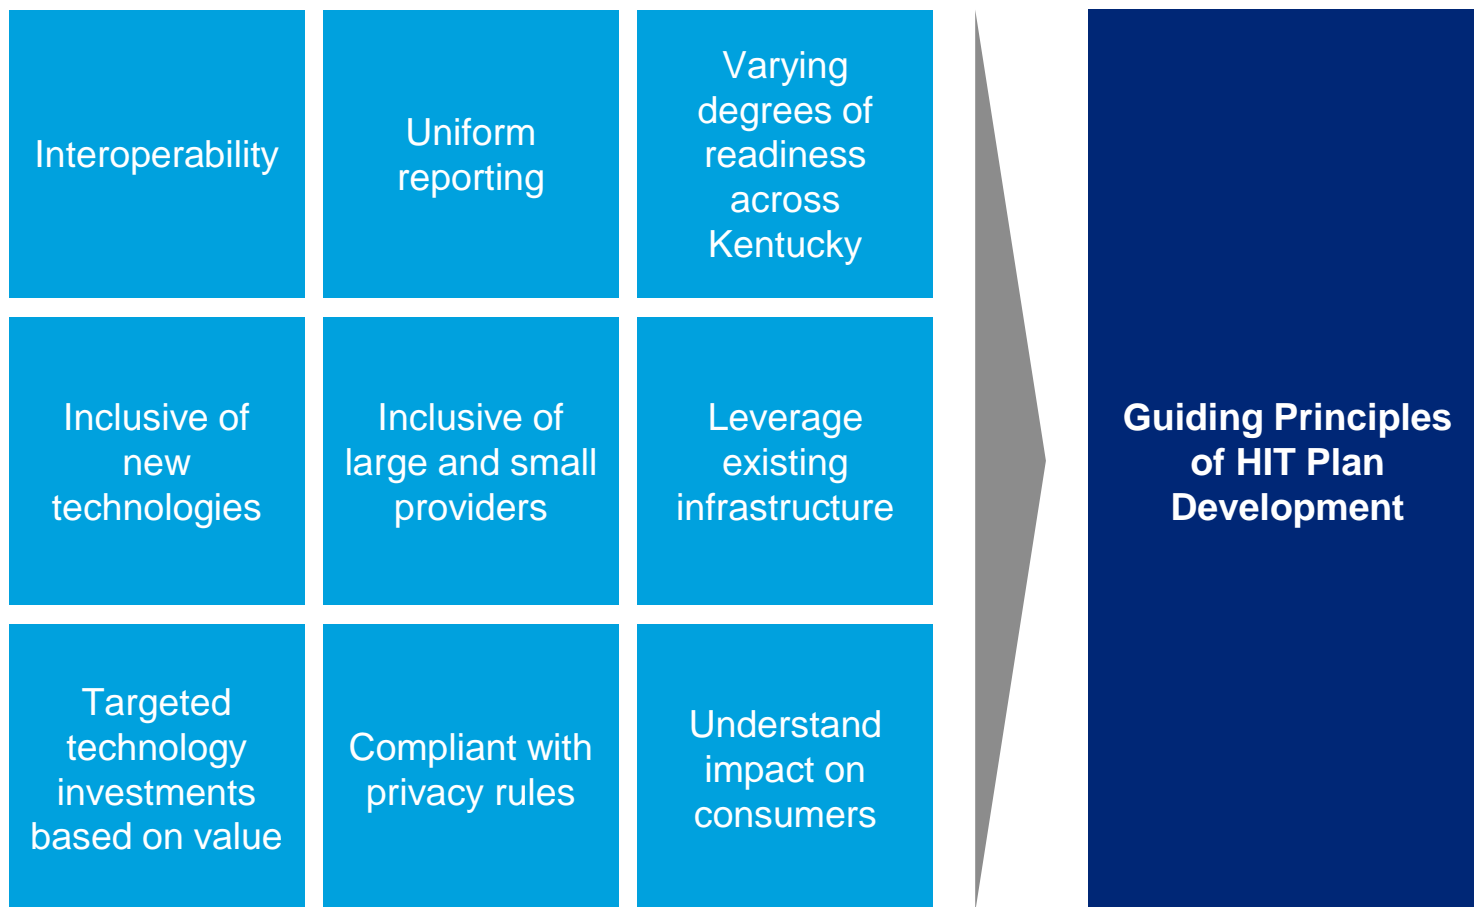 Interoperability
Uniform
reporting
Varying
degrees of
readiness
across
Kentucky
Inclusive of
new
technologies
Inclusive of
large and small
providers
Leverage
existing
infrastructure
Targeted
technology
investments
based on value
Compliant with
privacy rules
Understand
impact on
consumers
Guiding Principles
of HIT Plan
Development